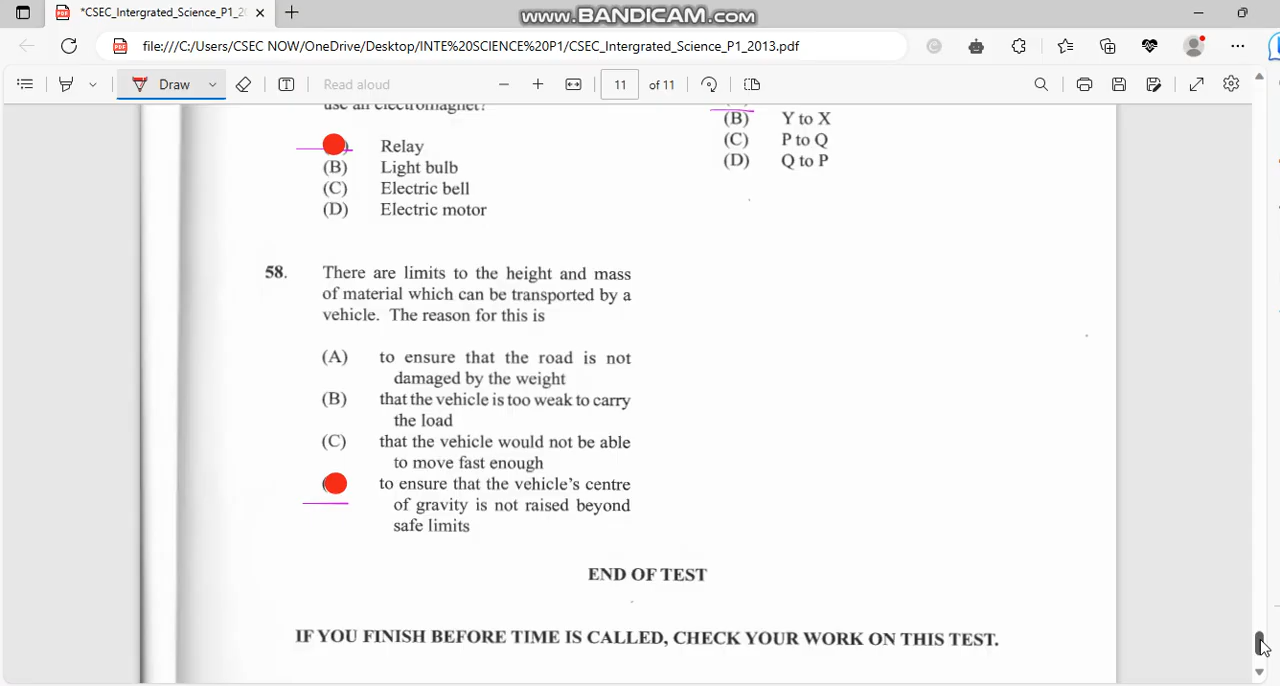 www.BANDICAM.com
*CSEC_Intergrated_Science_P1_20
file:///C:/Users/CSEC NOW/OneDrive/Desktop/INTE%20SCIENCE%20P1/CSEC_Intergrated_Science_P1_2013.pdf
Draw
Read aloud
11 of 11
use an electromagnet?
Relay
(B) Light bulb
(C) Electric bell
(D) Electric motor
58. There are limits to the height and mass
of material which can be transported by a
vehicle. The reason for this is
(A) to ensure that the road is not
damaged by the weight
(B) that the vehicle is too weak to carry
the load
(C) that the vehicle would not be able
to move fast enough
to ensure that the vehicle's centre
of gravity is not raised beyond
safe limits
(B) Y to X
(C) P to Q
(D) Q to P
END OF TEST
IF YOU FINISH BEFORE TIME IS CALLED, CHECK YOUR WORK ON THIS TEST.